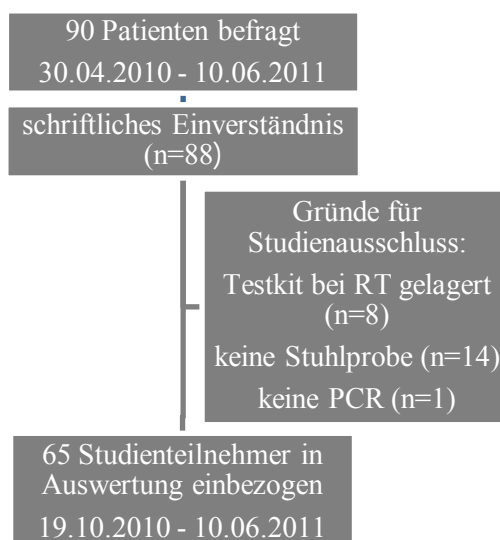 90 Patienten befragt
30.04.2010 - 10.06.2011
schriftliches Einverständnis
(n=88)
Gründe für
Studienausschluss:
Testkit bei RT gelagert
(n=8)
keine Stuhlprobe (n=14)
keine PCR (n=1)
65 Studienteilnehmer in
Auswertung einbezogen
19.10.2010 - 10.06.2011